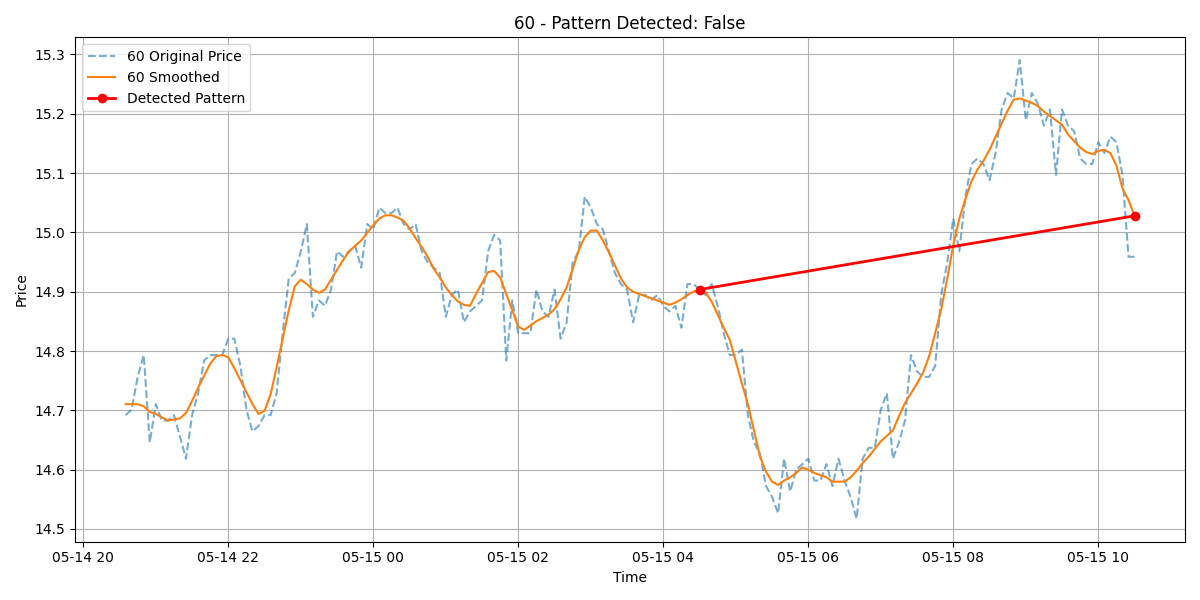 60 - Pattern Detected: False
60 Original Price
60 Smoothed
Detected Pattern
Price
15.3
15.2
15.1
15.0
14.9
14.8
14.7
14.6
14.5
05-14 20
05-14 22
05-15 00
05-15 02
05-15 04
05-15 06
05-15 08
05-15 10
Time